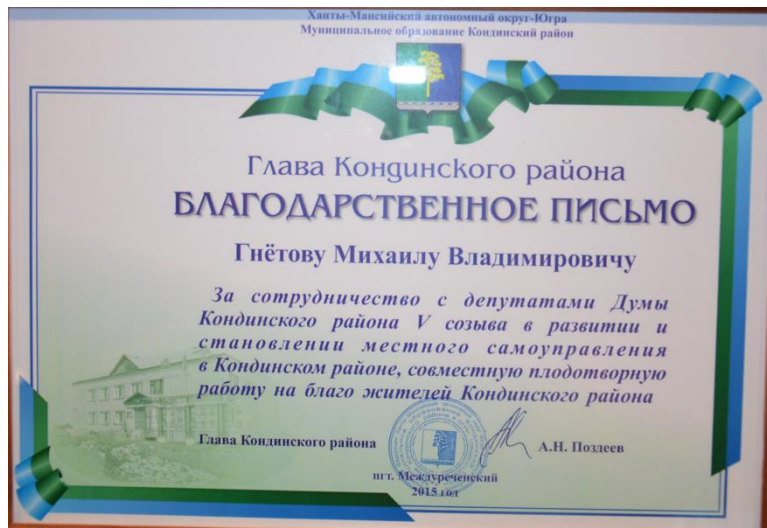 Ханты-Мансийский автономный округ-Югра
Муниципальное образование Кондинский район
Глава Кондинского района
БЛАГОДАРСТВЕННОЕ ПИСЬМО
Гнётову Михаилу Владимировичу
За сотрудничество с депутатами Думы
Кондинского района V созыва в развитии и
становлении местного самоуправления
в Кондинском районе, совместную плодотворную
работу на благо жителей Кондинского района
Глава Кондинского района
А.Н. Поздеев
пгт. Междуреченский
2015 год